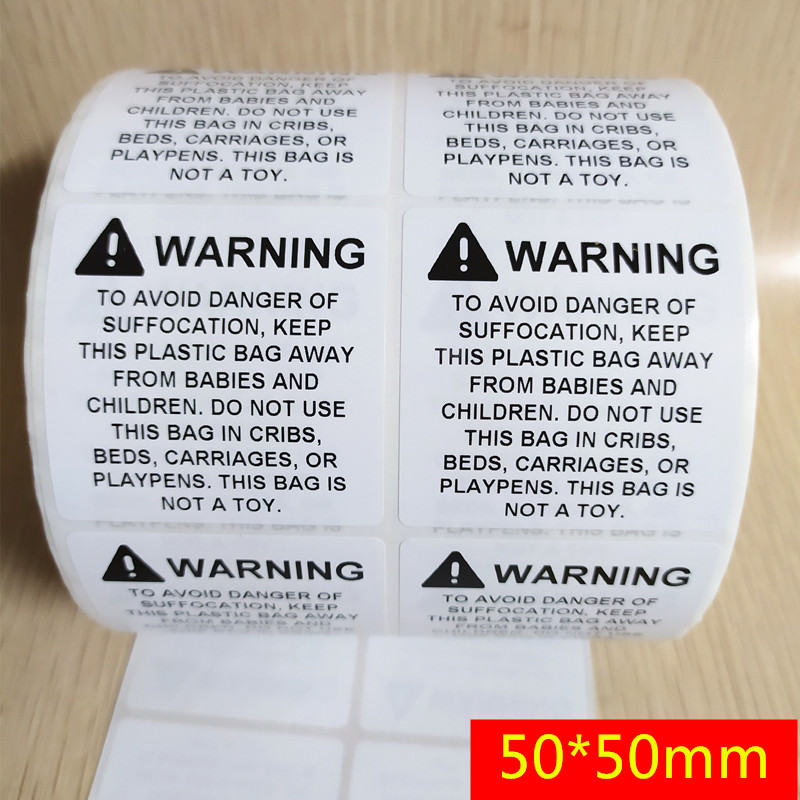 TO AVOID DANGER OF
SUFFOCATION, KEEP
THIS PLASTIC BAG AWAY
FROM BABIES AND
CHILDREN. DO NOT USE
THIS BAG IN CRIBS,
BEDS, CARRIAGES, OR
PLAYPENS. THIS BAG IS
NOT A TOY.
THIS PLASTIC BAG AWAY
FROM BABIES AND
CHILDREN. DO NOT USE
THIS BAG IN CRIBS,
BEDS, CARRIAGES, OR
PLAYPENS. THIS BAG IS
NOT A TOY.
WARNING
TO AVOID DANGER OF
SUFFOCATION, KEEP
THIS PLASTIC BAG AWAY
FROM BABIES AND
CHILDREN. DO NOT USE
THIS BAG IN CRIBS,
BEDS, CARRIAGES, OR
PLAYPENS. THIS BAG IS
NOT A TOY.
WARNING
TO AVOID DANGER OF
SUFFOCATION, KEEP
THIS PLASTIC BAG AWAY
FROM BABIES AND
CHILDREN. DO NOT USE
THIS BAG IN CRIBS,
BEDS, CARRIAGES, OR
PLAYPENS. THIS BAG IS
NOT A TOY.
WARNING
TO AVOID DANGER OF
SUFFOCATION, KEEP
THIS PLASTIC BAG AWAY
FROM BABIES AND
WARNING
TO AVOID DANGER OF
SUFFOCATION, KEEP
THIS PLASTIC BAG AWAY
FROM BABIES AND
50*50mm